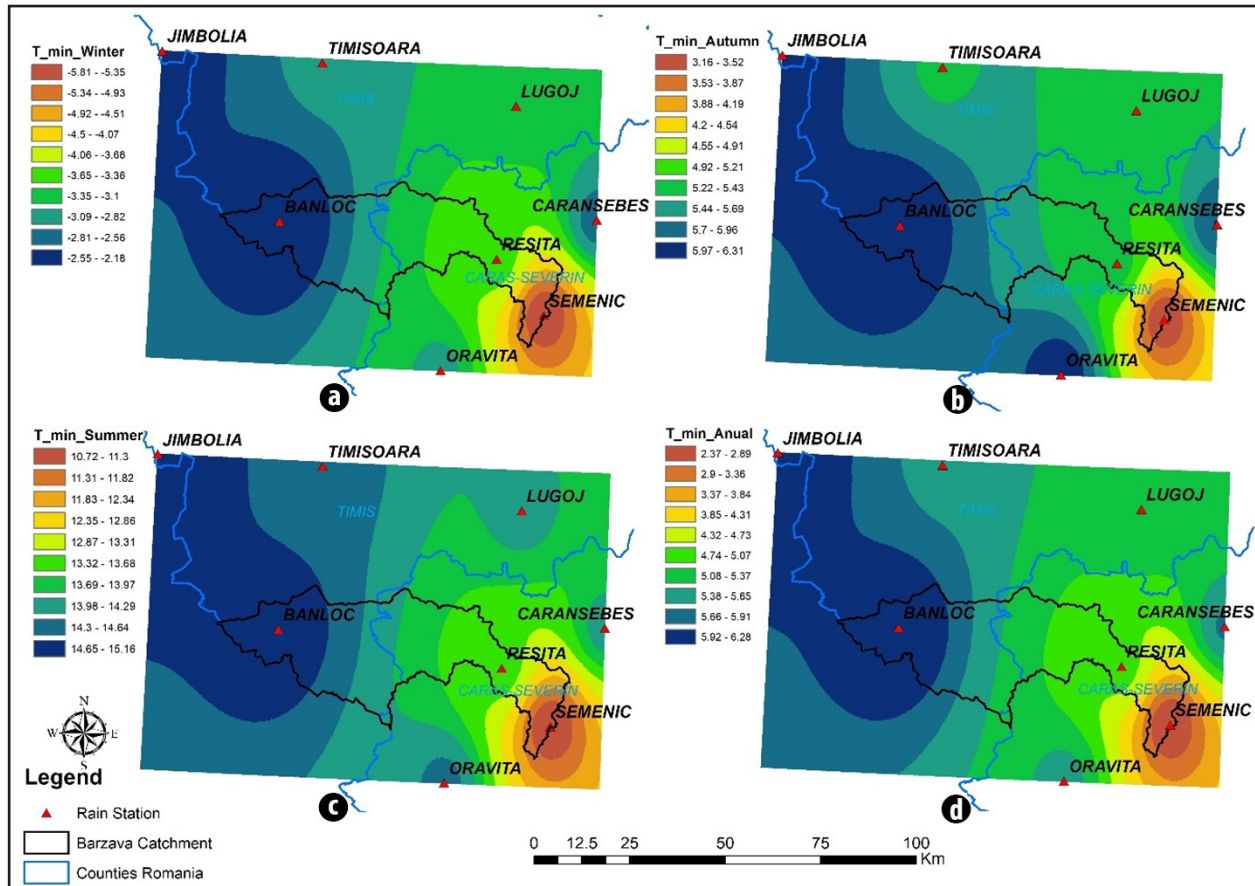 T_min_Winter
-5.81 - -5.35
-5.34 - -4.93
-4.92 - -4.51
-4.5 - -4.07
-4.06 - -3.66
-3.65 - -3.36
-3.35 - -3.1
-3.09 - -2.82
-2.81 - -2.56
-2.55 - -2.18
JIMBOLIA
TIMISOARA
TIMIS
LUGOJ
BANLOC
CARANSEBES
RESITA
CARAS-SEVERIN
SEMENIC
ORAVITA
a
T_min_Autumn
3.16 - 3.52
3.53 - 3.87
3.88 - 4.19
4.2 - 4.54
4.55 - 4.91
4.92 - 5.21
5.22 - 5.43
5.44 - 5.69
5.7 - 5.96
5.97 - 6.31
JIMBOLIA
TIMISOARA
TIMIS
LUGOJ
BANLOC
CARANSEBES
RESITA
CARAS-SEVERIN
SEMENIC
ORAVITA
b
T_min_Summer
10.72 - 11.3
11.31 - 11.82
11.83 - 12.34
12.35 - 12.86
12.87 - 13.31
13.32 - 13.68
13.69 - 13.97
13.98 - 14.29
14.3 - 14.64
14.65 - 15.16
JIMBOLIA
TIMISOARA
TIMIS
LUGOJ
BANLOC
CARANSEBES
RESITA
CARAS-SEVERIN
SEMENIC
ORAVITA
c
T_min_Anual
2.37 - 2.89
2.9 - 3.36
3.37 - 3.84
3.85 - 4.31
4.32 - 4.73
4.74 - 5.07
5.08 - 5.37
5.38 - 5.65
5.66 - 5.91
5.92 - 6.28
JIMBOLIA
TIMISOARA
TIMIS
LUGOJ
BANLOC
CARANSEBES
RESITA
CARAS-SEVERIN
SEMENIC
ORAVITA
d
N
W E
S
Legend
Rain Station
Barzava Catchment
Counties Romania
0 12.5 25 50 75 100
Km